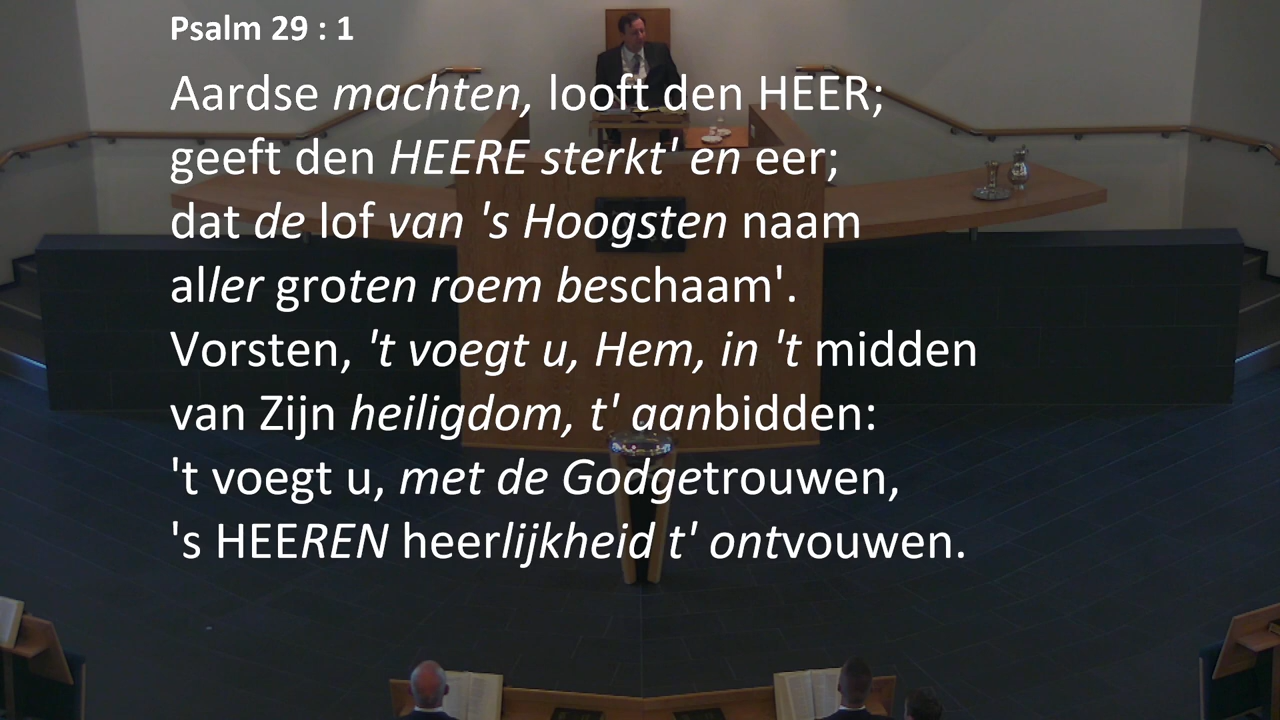 Psalm 29 : 1
Aardse machten, looft den HEER;
geeft den HEERE sterkt' en eer;
dat de lof van 's Hoogsten naam
aller groten roem beschaam'.
Vorsten, 't voegt u, Hem, in 't midden
van Zijn heiligdom, t' aanbidden:
't voegt u, met de Godgetrouwen,
's HEEREN heerlijkheid t' ontvouwen.